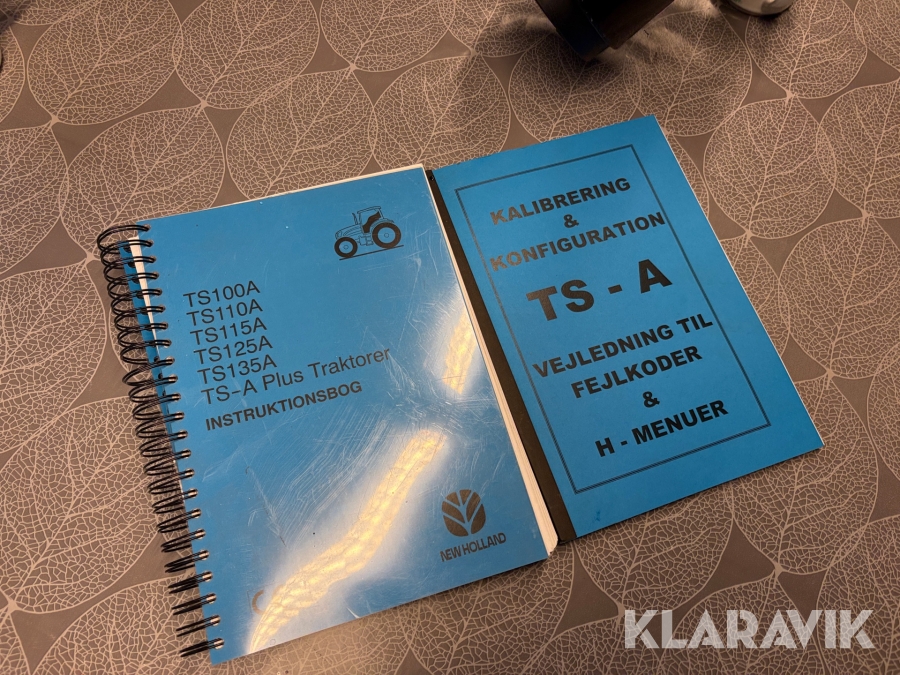 TS100A
TS110A
TS115A
TS125A
TS135A
TS-A Plus Traktorer
INSTRUKTIONSBOG
NEW HOLLAND
KALIBRERING
&
KONFIGURATION
TS - A
VEJLEDNING TIL
FEJLKODER
&
H - MENUER
KLARAVIK